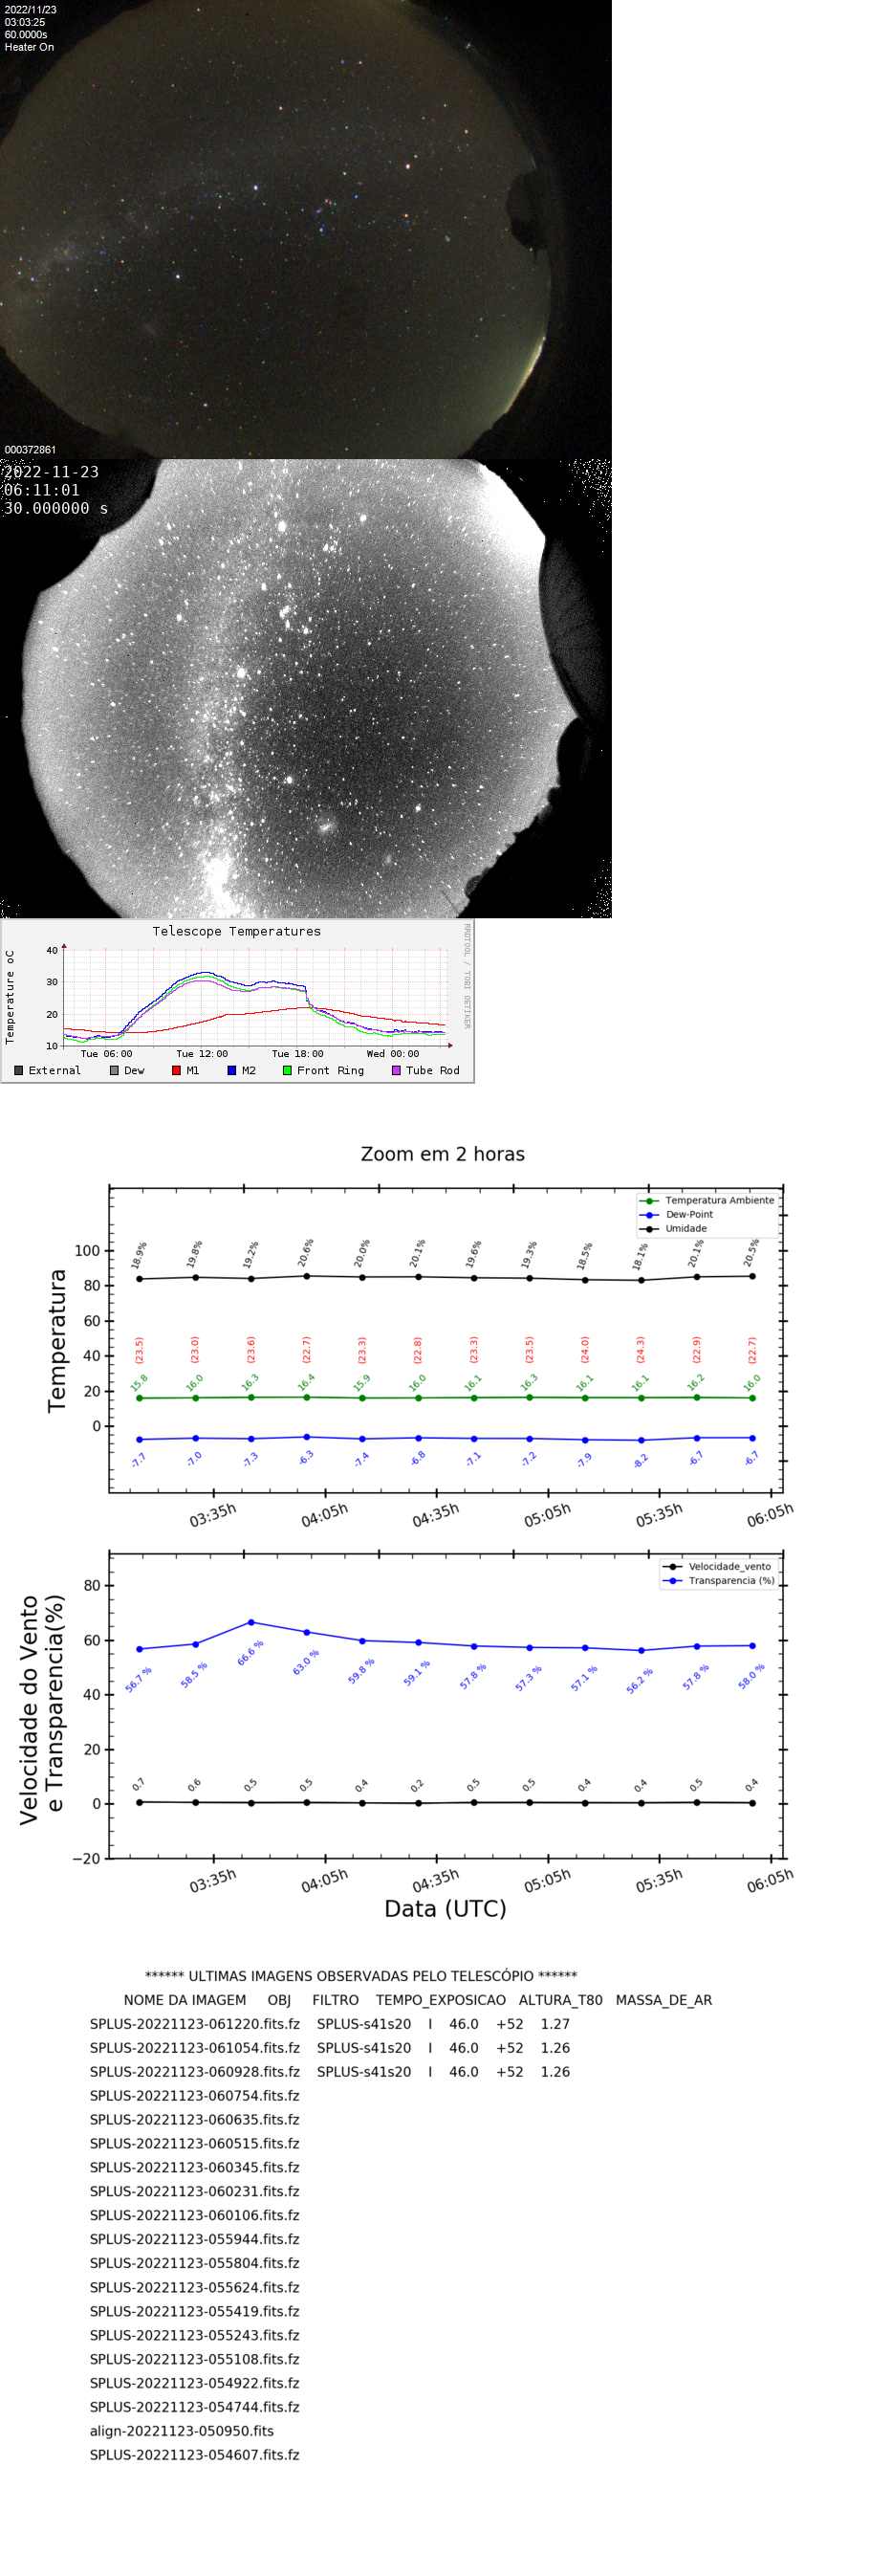 2022/11/23
03:03:25
60.0000s
Heater On
000372861
2022-11-23
06:11:01
30.000000 s
Telescope Temperatures
RRDTOOL / TOBI OETIKER
Temperature oC
40
30
20
10
Tue 06:00 Tue 12:00 Tue 18:00 Wed 00:00
External Dew M1 M2 Front Ring Tube Rod
Zoom em 2 horas
Temperatura Ambiente
Dew-Point
Umidade
Temperatura
100
80
60
40
20
0
18.9% 19.8% 19.2% 20.6% 20.0% 20.1% 19.6% 19.3% 18.5% 18.1% 20.1% 20.5%
(23.5) (23.0) (23.6) (22.7) (23.3) (22.8) (23.3) (23.5) (24.0) (24.3) (22.9) (22.7)
15.8 16.0 16.3 16.4 15.9 16.0 16.1 16.3 16.1 16.1 16.2 16.0
-7.7 -7.0 -7.3 -6.3 -7.4 -6.8 -7.1 -7.2 -7.9 -8.2 -6.7 -6.7
03:35h 04:05h 04:35h 05:05h 05:35h 06:05h
Velocidade_vento
Transparencia (%)
Velocidade do Vento
e Transparencia(%)
80
60
40
20
0
−20
56.7 % 58.5 % 66.6 % 63.0 % 59.8 % 59.1 % 57.8 % 57.3 % 57.1 % 56.2 % 57.8 % 58.0 %
0.7 0.6 0.5 0.5 0.4 0.2 0.5 0.5 0.4 0.4 0.5 0.4
03:35h 04:05h 04:35h 05:05h 05:35h 06:05h
Data (UTC)
****** ULTIMAS IMAGENS OBSERVADAS PELO TELESCÓPIO ******
NOME DA IMAGEM OBJ FILTRO TEMPO_EXPOSICAO ALTURA_T80 MASSA_DE_AR
SPLUS-20221123-061220.fits.fz SPLUS-s41s20 I 46.0 +52 1.27
SPLUS-20221123-061054.fits.fz SPLUS-s41s20 I 46.0 +52 1.26
SPLUS-20221123-060928.fits.fz SPLUS-s41s20 I 46.0 +52 1.26
SPLUS-20221123-060754.fits.fz
SPLUS-20221123-060635.fits.fz
SPLUS-20221123-060515.fits.fz
SPLUS-20221123-060345.fits.fz
SPLUS-20221123-060231.fits.fz
SPLUS-20221123-060106.fits.fz
SPLUS-20221123-055944.fits.fz
SPLUS-20221123-055804.fits.fz
SPLUS-20221123-055624.fits.fz
SPLUS-20221123-055419.fits.fz
SPLUS-20221123-055243.fits.fz
SPLUS-20221123-055108.fits.fz
SPLUS-20221123-054922.fits.fz
SPLUS-20221123-054744.fits.fz
align-20221123-050950.fits
SPLUS-20221123-054607.fits.fz